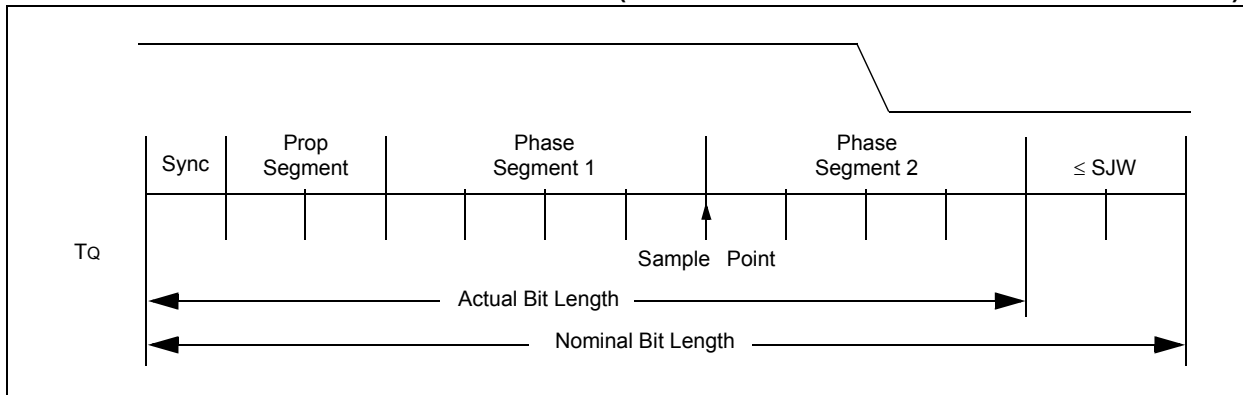 Sync
Prop
Segment
Phase
Segment 1
Phase
Segment 2
≤ SJW
TQ
Sample Point
Actual Bit Length
Nominal Bit Length